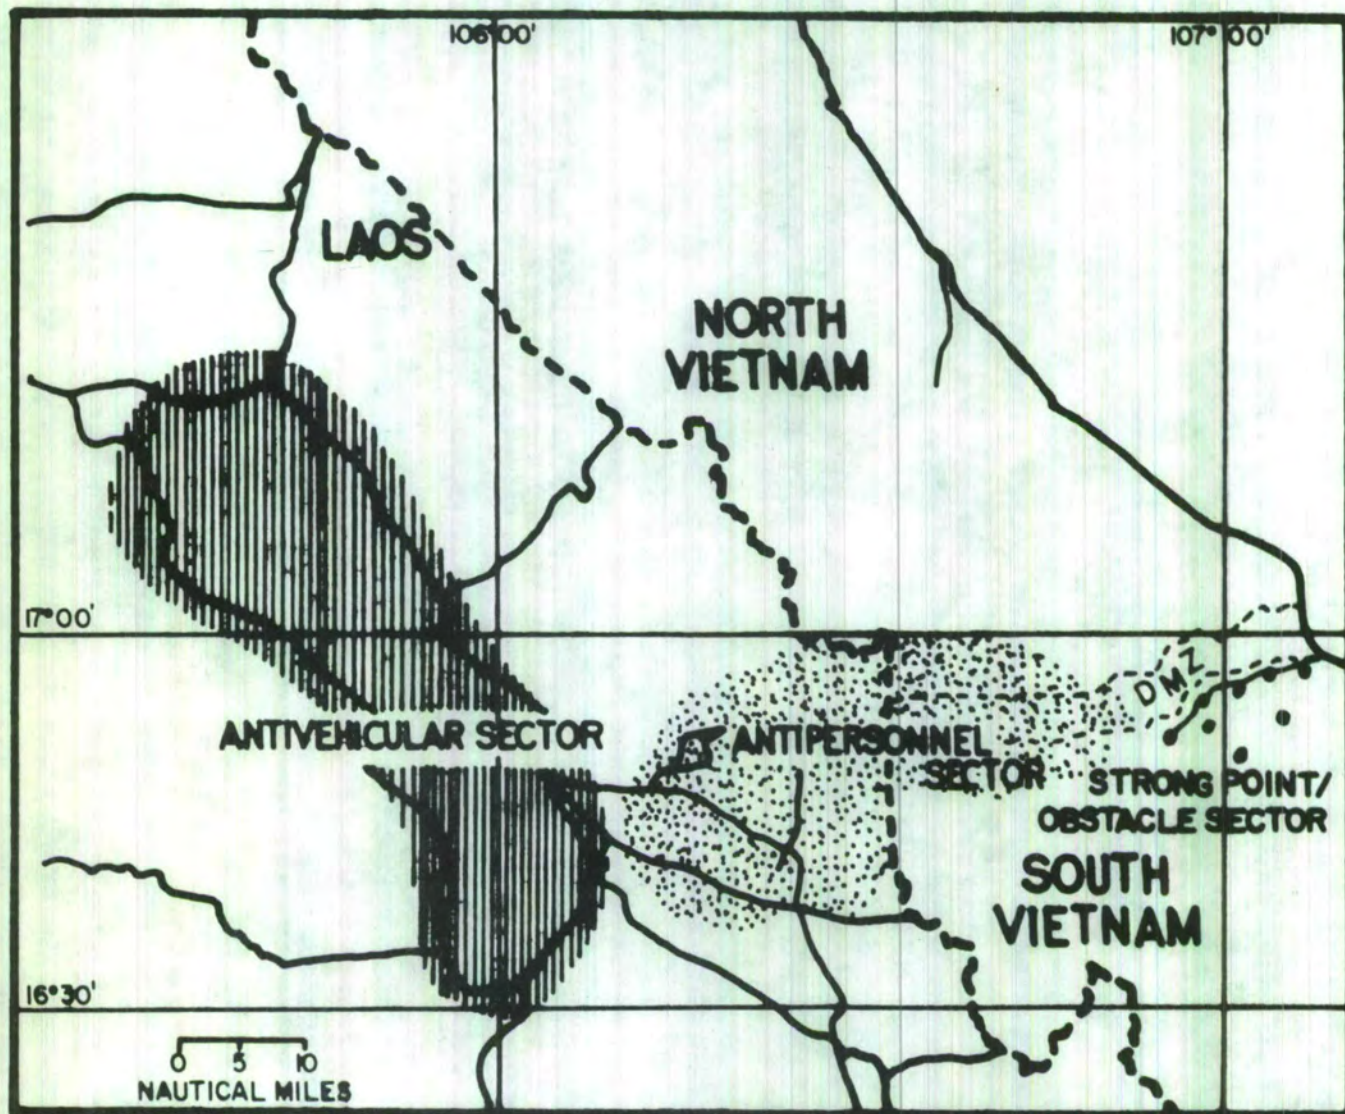 106°00'
107°00'
LAOS
NORTH
VIETNAM
17°00'
DMZ
ANTIVEHICULAR SECTOR
ANTIPERSONNEL
SECTOR
STRONG POINT/
OBSTACLE SECTOR
SOUTH
VIETNAM
16°30'
0 5 10
NAUTICAL MILES